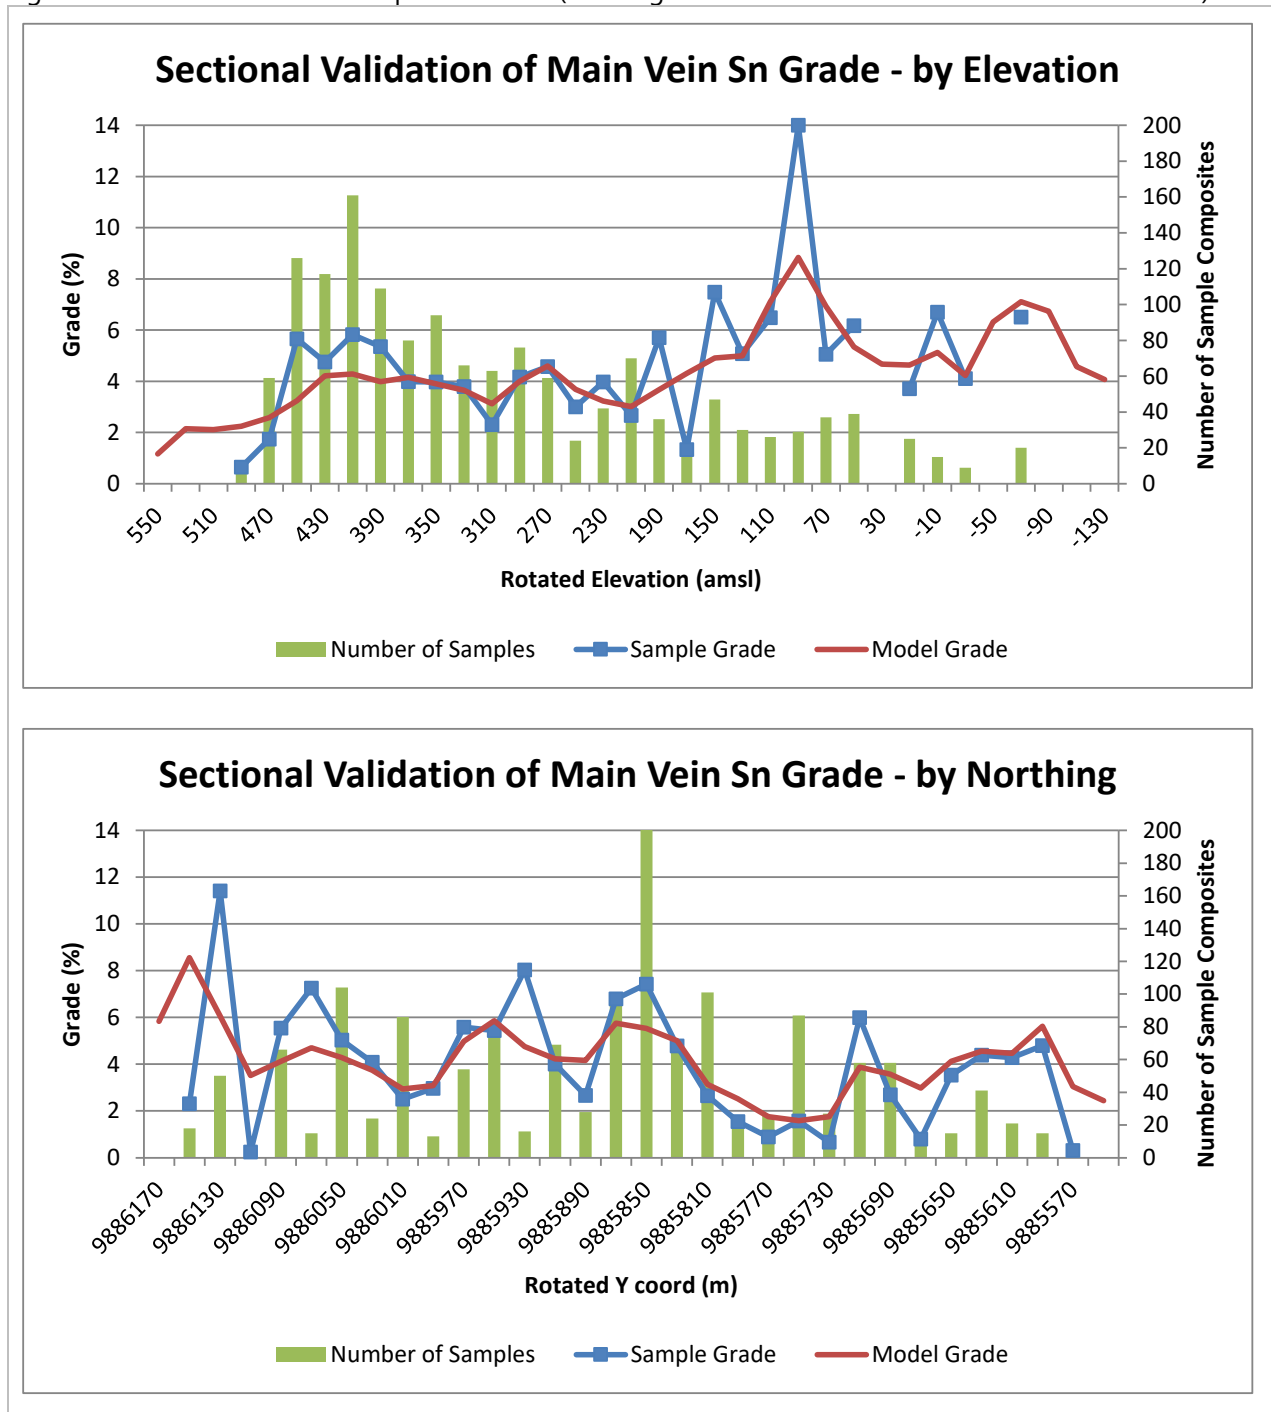 Sectional Validation of Main Vein Sn Grade - by Elevation
14 12 10 8 6 4 2 0
Grade (%)
200 180 160 140 120 100 80 60 40 20 0
Number of Sample Composites
550 510 470 430 390 350 310 270 230 190 150 110 70 30 -10 -50 -90 -130
Rotated Elevation (amsl)
Number of Samples Sample Grade Model Grade
Sectional Validation of Main Vein Sn Grade - by Northing
14 12 10 8 6 4 2 0
Grade (%)
200 180 160 140 120 100 80 60 40 20 0
Number of Sample Composites
9886170 9886130 9886090 9886050 9886010 9885970 9885930 9885890 9885850 9885810 9885770 9885730 9885690 9885650 9885610 9885570
Rotated Y coord (m)
Number of Samples Sample Grade Model Grade